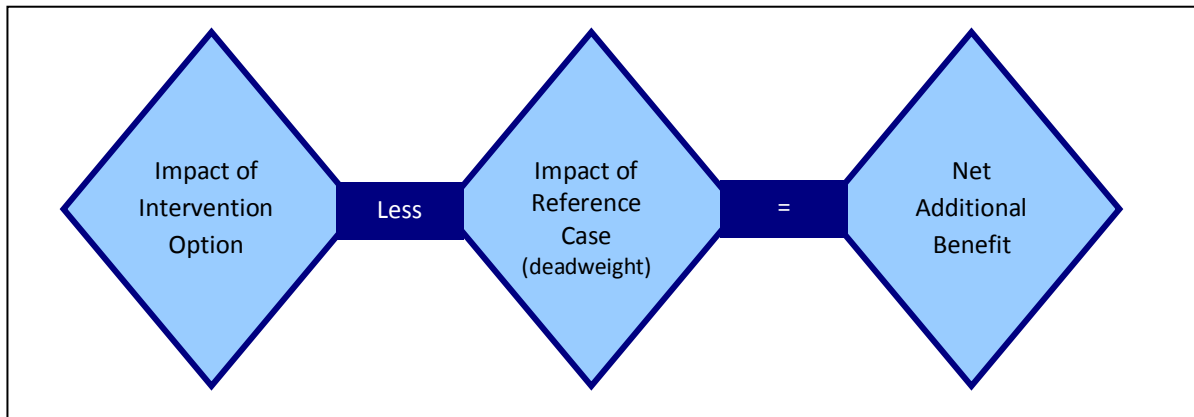 Impact of
Intervention
Option
Less
Impact of
Reference
Case
(deadweight)
=
Net
Additional
Benefit